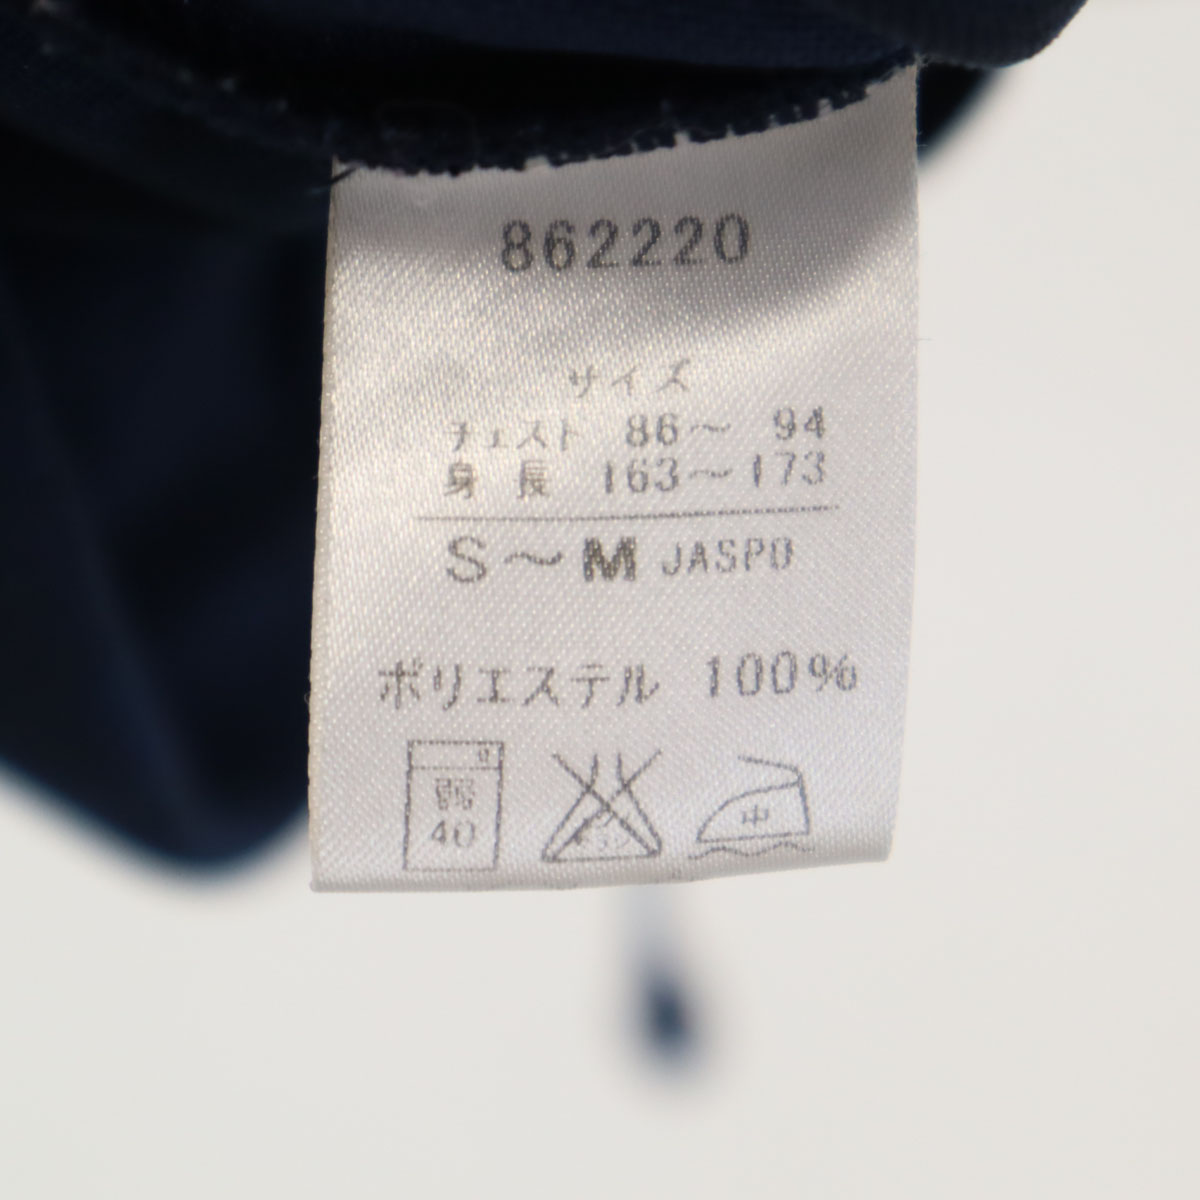 862220
サイズ
チェスト 86～ 94
身 長 163～173
S～M JASPO
ポリエステル 100%
弱 中
40